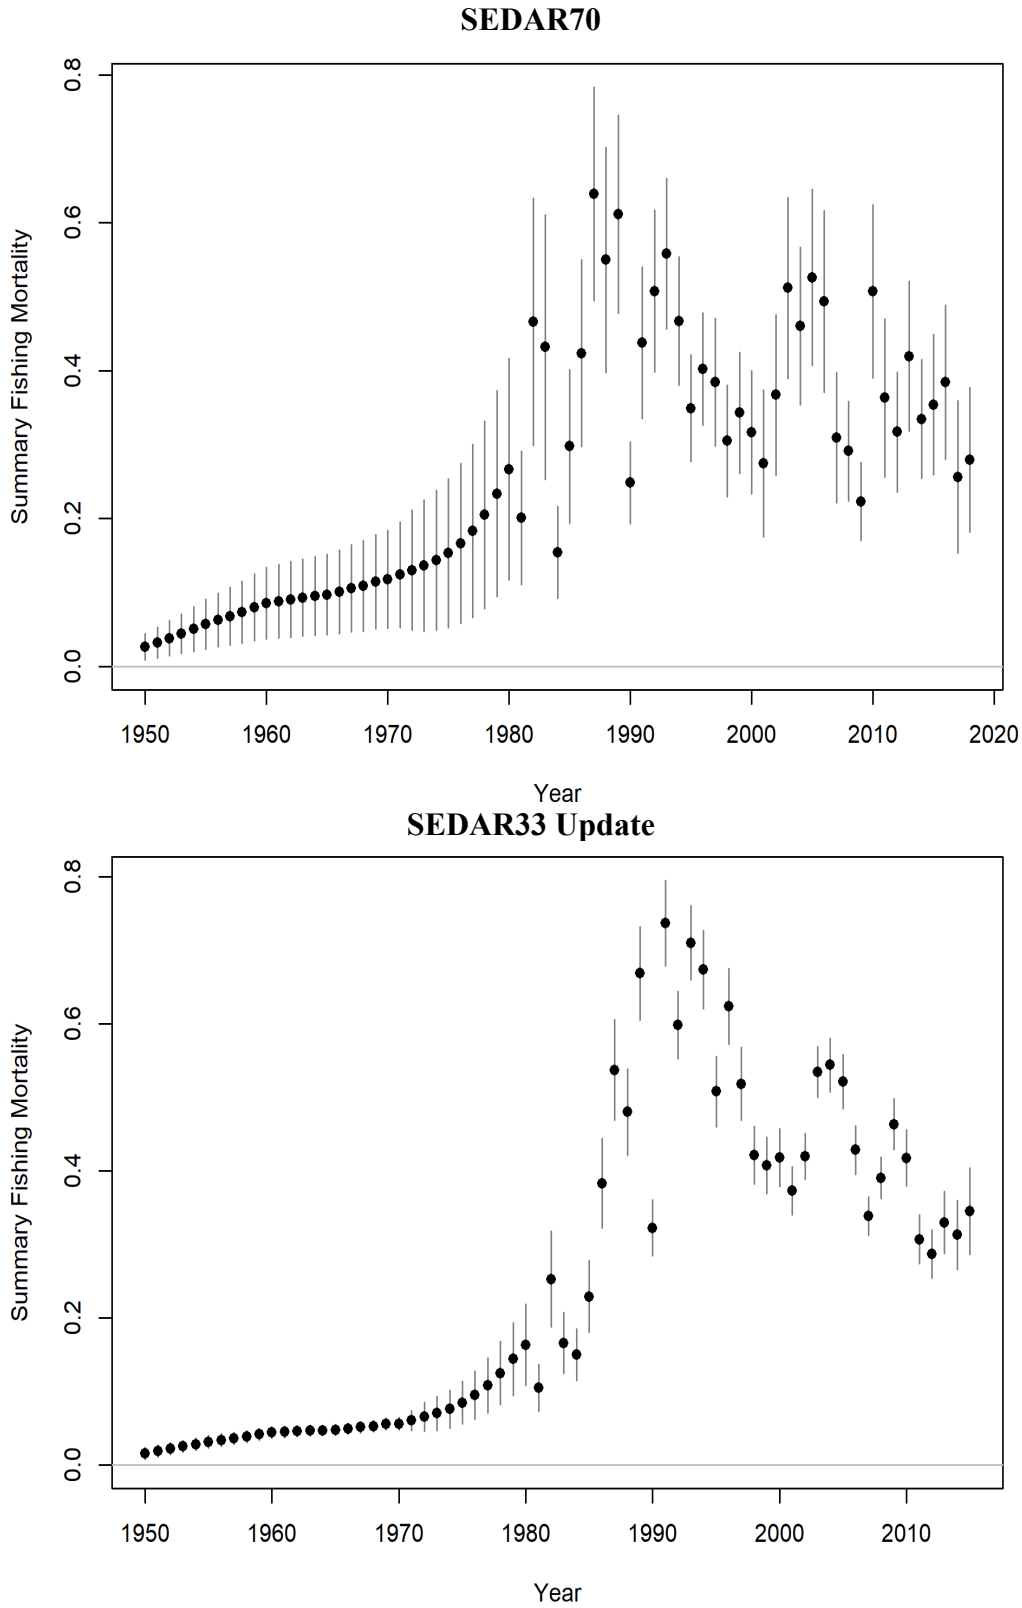 SEDAR70
0.8
0.6
0.4
0.2
0.0
Summary Fishing Mortality
1950 1960 1970 1980 1990 2000 2010 2020
Year
SEDAR33 Update
0.8
0.6
0.4
0.2
0.0
Summary Fishing Mortality
1950 1960 1970 1980 1990 2000 2010
Year